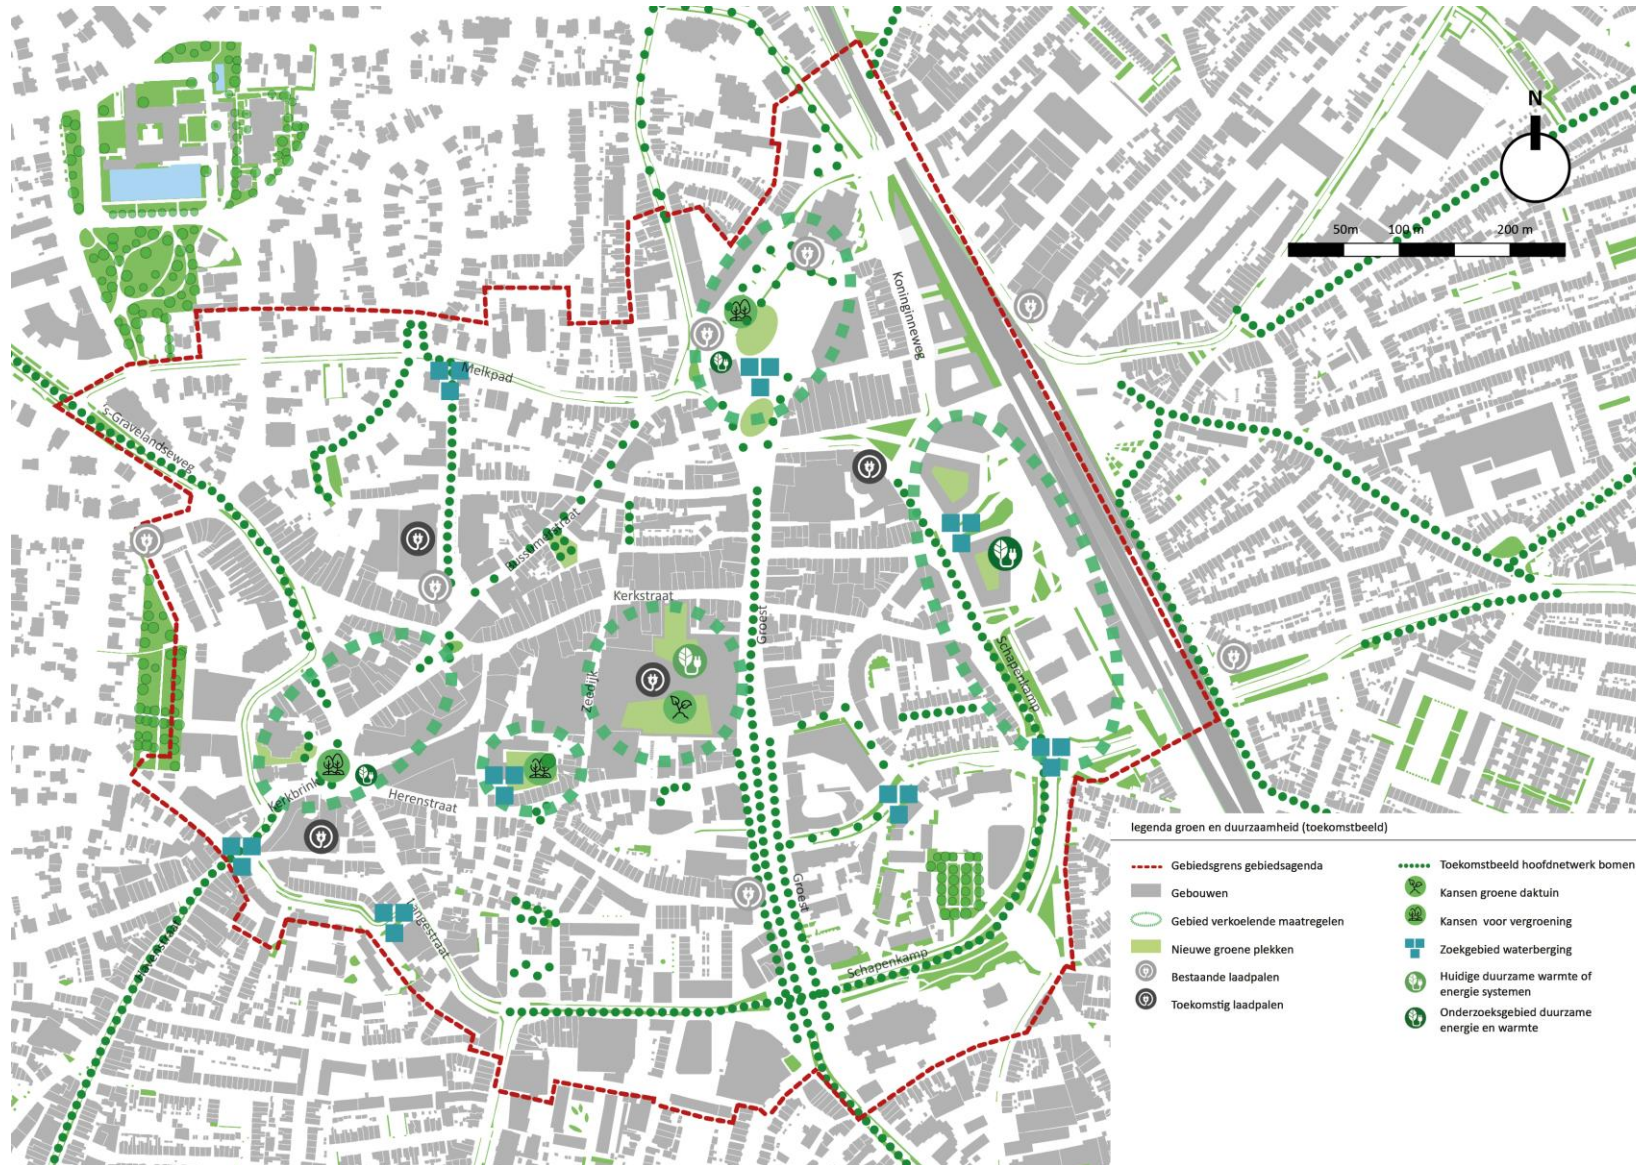 N
50m 100 m 200 m
Koninginneweg
Melkpad
's-Gravelandseweg
Bussumerstraat
Kerkstraat
Groest
Zeedijk
Schapenkamp
Kerkbrink
Herenstraat
Groest
Langestraat
Havenstraat
Schapenkamp
legenda groen en duurzaamheid (toekomstbeeld)
Gebiedsgrens gebiedsagenda
Gebouwen
Gebied verkoelende maatregelen
Nieuwe groene plekken
Bestaande laadpalen
Toekomstig laadpalen
Toekomstbeeld hoofdnetwerk bomen
Kansen groene daktuin
Kansen voor vergroening
Zoekgebied waterberging
Huidige duurzame warmte of
energie systemen
Onderzoeksgebied duurzame
energie en warmte